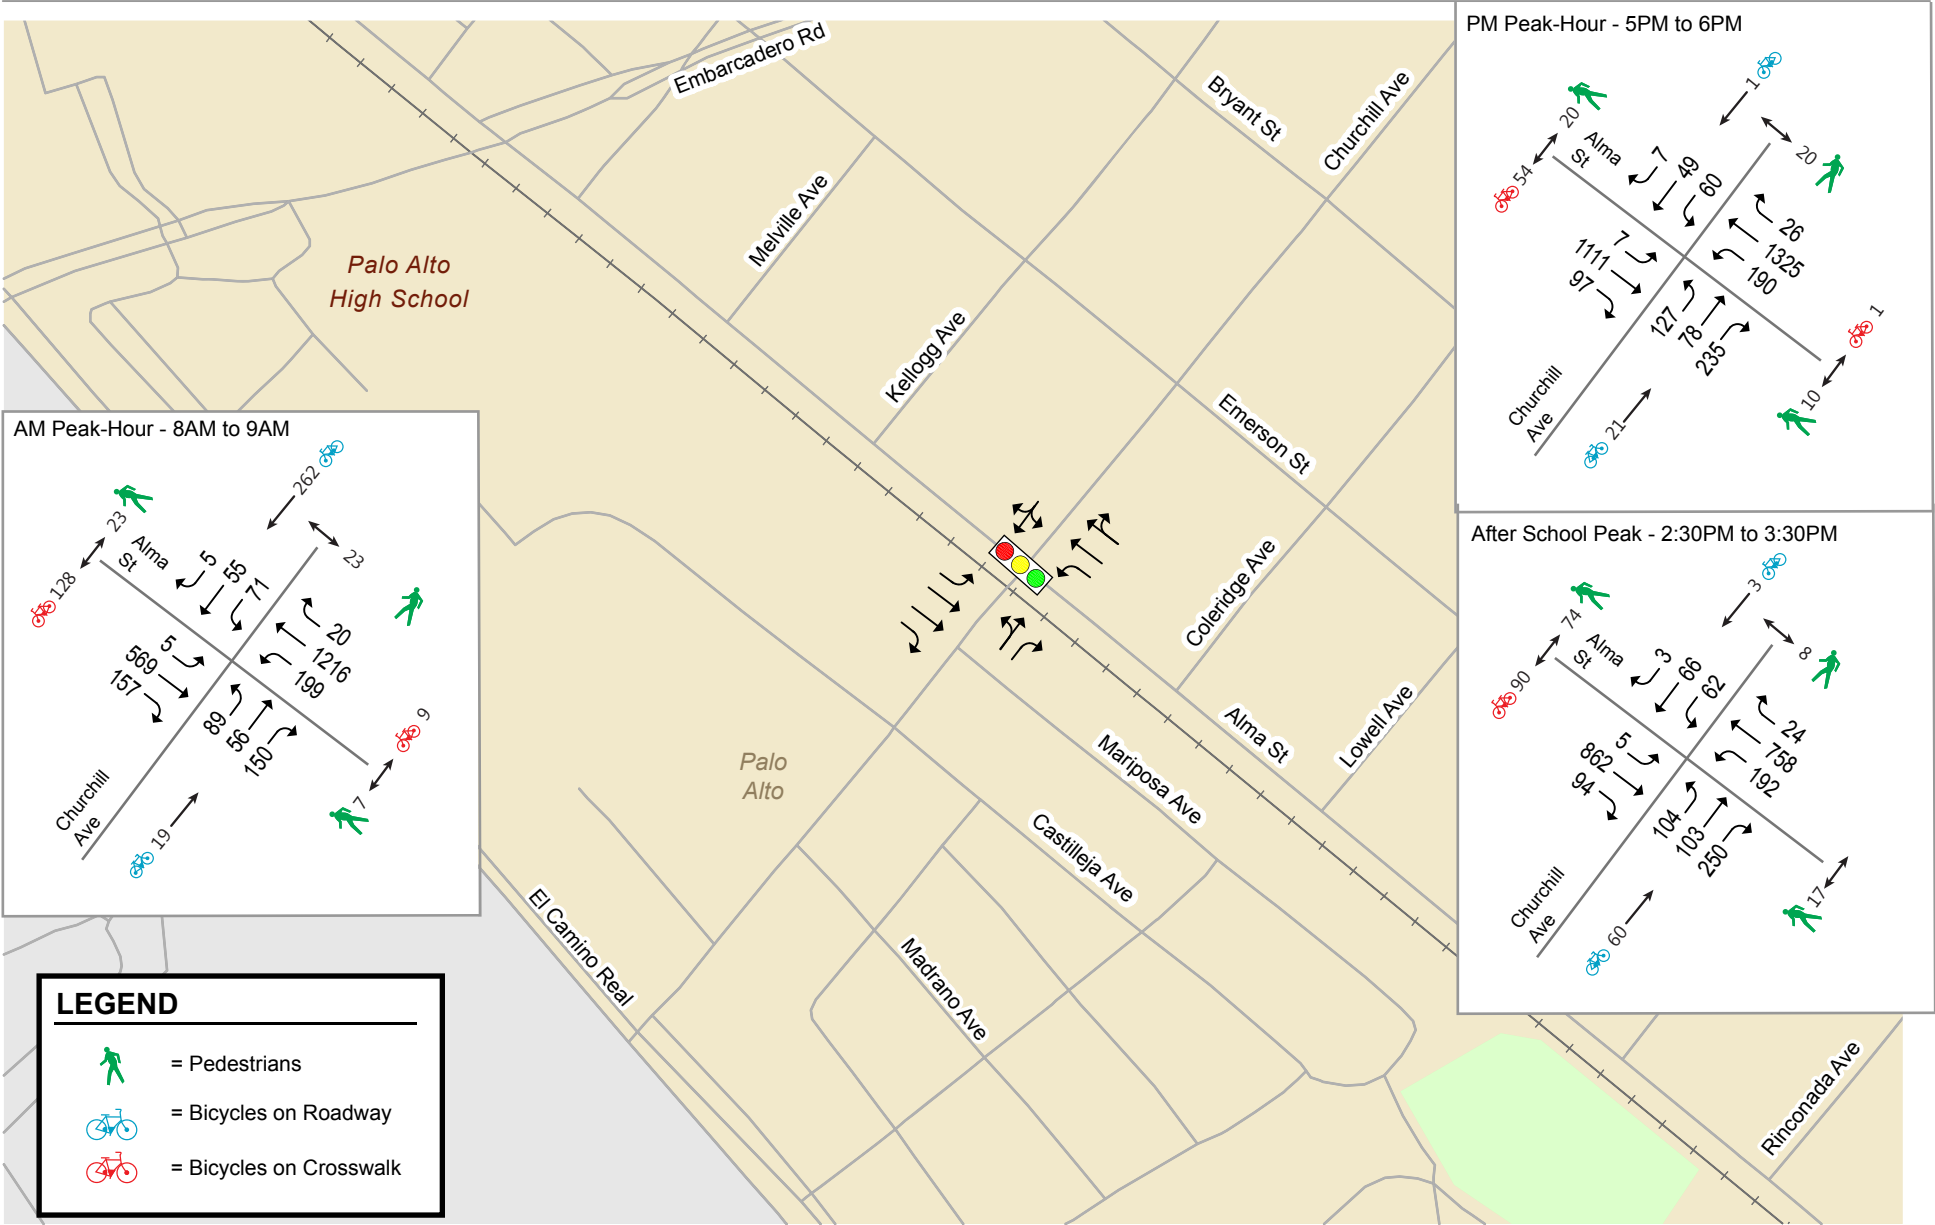 PM Peak-Hour - 5PM to 6PM
1
20
20
54
Alma
St
7
49
60
26
1325
190
7
1111
97
127
78
235
1
10
Churchill
Ave
21
Embarcadero Rd
Bryant St
Churchill Ave
Melville Ave
Palo Alto
High School
Kellogg Ave
Emerson St
Coleridge Ave
AM Peak-Hour - 8AM to 9AM
262
23
23
128
Alma
St
5
55
71
20
1216
199
5
569
157
89
56
150
9
7
Churchill
Ave
19
After School Peak - 2:30PM to 3:30PM
3
8
74
90
Alma
St
3
66
62
24
758
192
5
862
94
104
103
250
17
Churchill
Ave
60
Alma St
Lowell Ave
Mariposa Ave
Palo
Alto
Castilleja Ave
El Camino Real
Madrano Ave
Rinconada Ave
LEGEND
= Pedestrians
= Bicycles on Roadway
= Bicycles on Crosswalk